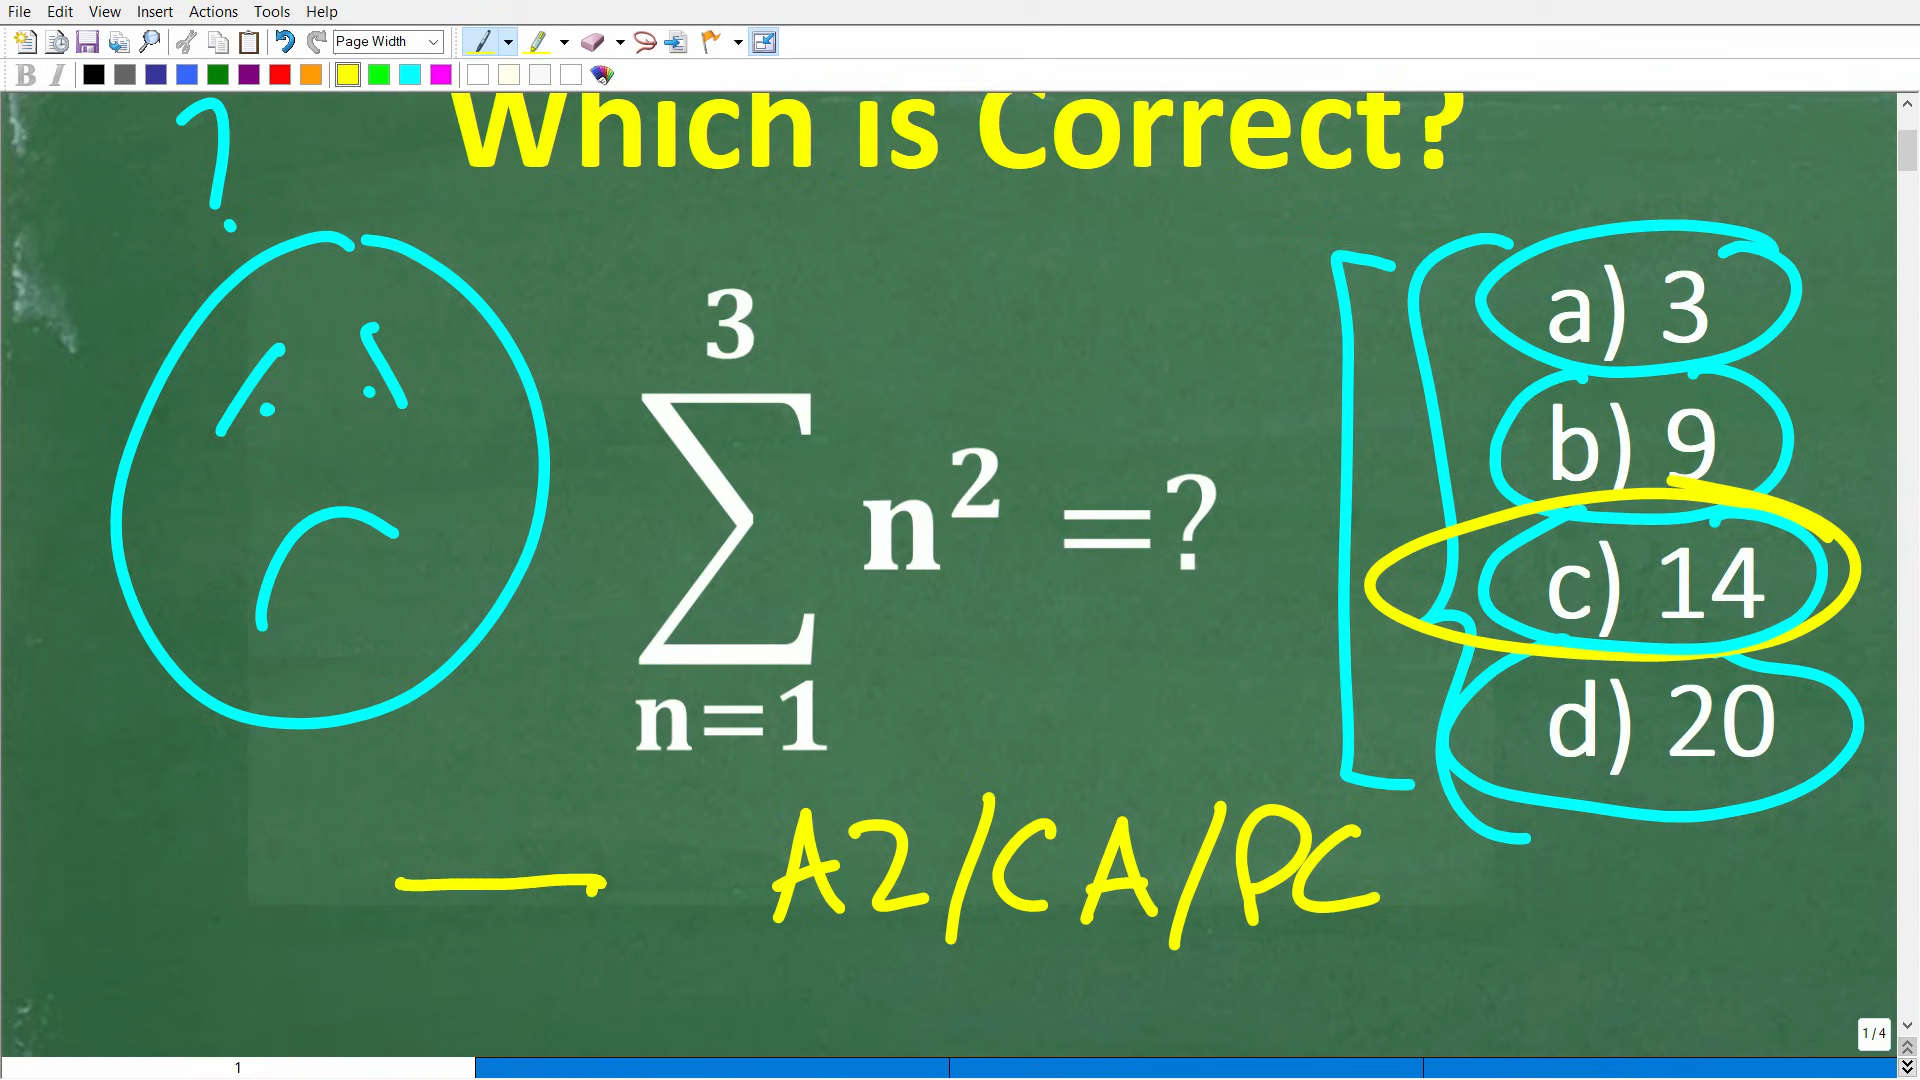 File Edit View Insert Actions Tools Help
Page Width
B I
?
Which is Correct?
3
∑ n² =?
n=1
a) 3
b) 9
c) 14
d) 20
A2/CA/PC
1 / 4
1